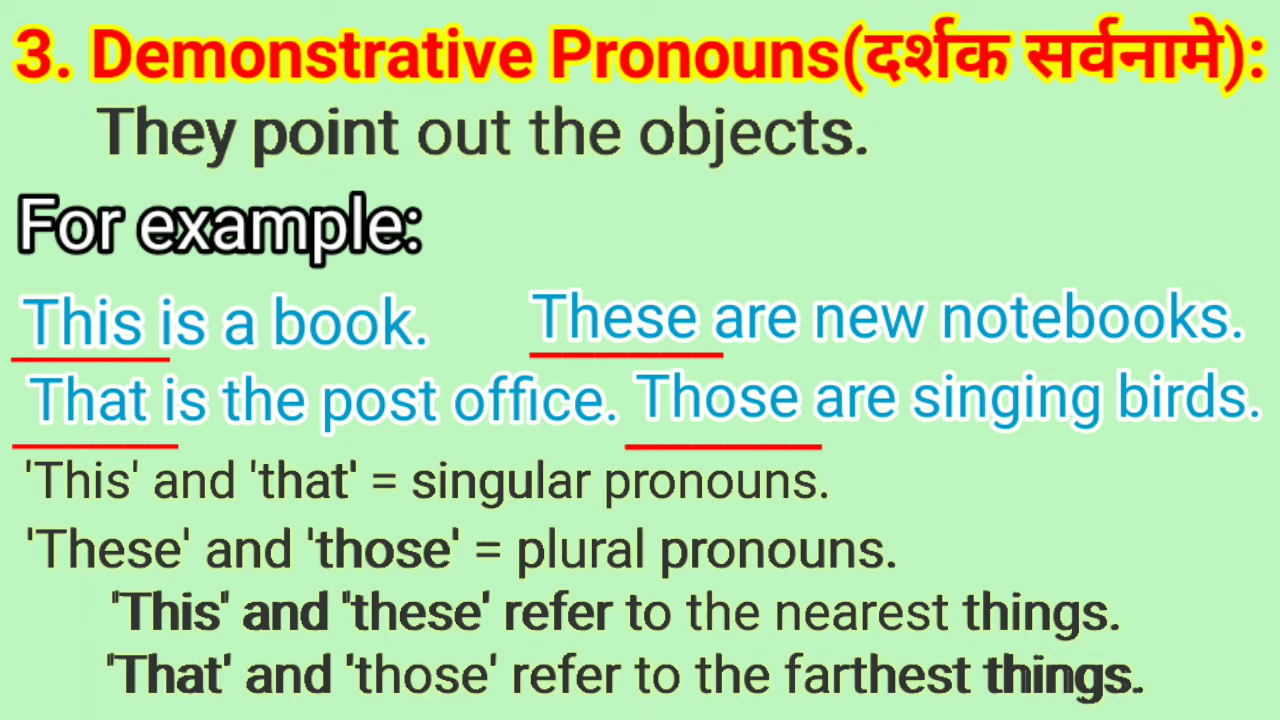 3. Demonstrative Pronouns(दर्शक सर्वनामे):
They point out the objects.
For example:
This is a book. These are new notebooks.
That is the post office. Those are singing birds.
'This' and 'that' = singular pronouns.
'These' and 'those' = plural pronouns.
'This' and 'these' refer to the nearest things.
'That' and 'those' refer to the farthest things.